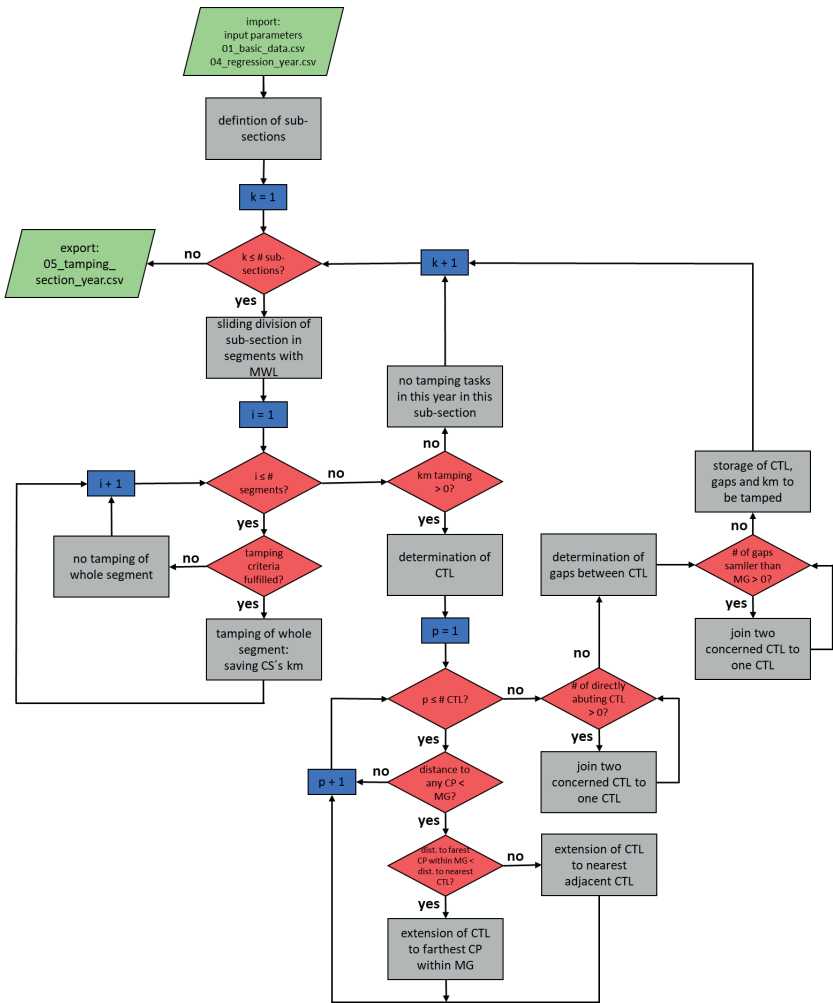 import:
input parameters
01_basic_data.csv
04_regression_year.csv
defintion of sub-
sections
k = 1
export:
05_tamping_
section_year.csv
no
k ≤ # sub-
sections?
k + 1
yes
sliding division of
sub-section in
segments with
MWL
no tamping tasks
in this year in this
sub-section
i = 1
no
i + 1
i ≤ #
segments?
no
km tamping
> 0?
storage of CTL,
gaps and km to
be tamped
yes
yes
no
no tamping of
whole segment
no
tamping
criteria
fulfilled?
determination of
CTL
determination of
gaps between CTL
# of gaps
samller than
MG > 0?
yes
yes
tamping of whole
segment:
saving CS´s km
p = 1
join two
concerned CTL to
one CTL
no
p ≤ # CTL?
no
# of directly
abuting CTL
> 0?
yes
yes
p + 1
no
distance to
any CP <
MG?
join two
concerned CTL to
one CTL
yes
dist. to farest
CP within MG <
dist. to nearest
CTL?
no
extension of CTL
to nearest
adjacent CTL
yes
extension of CTL
to farthest CP
within MG